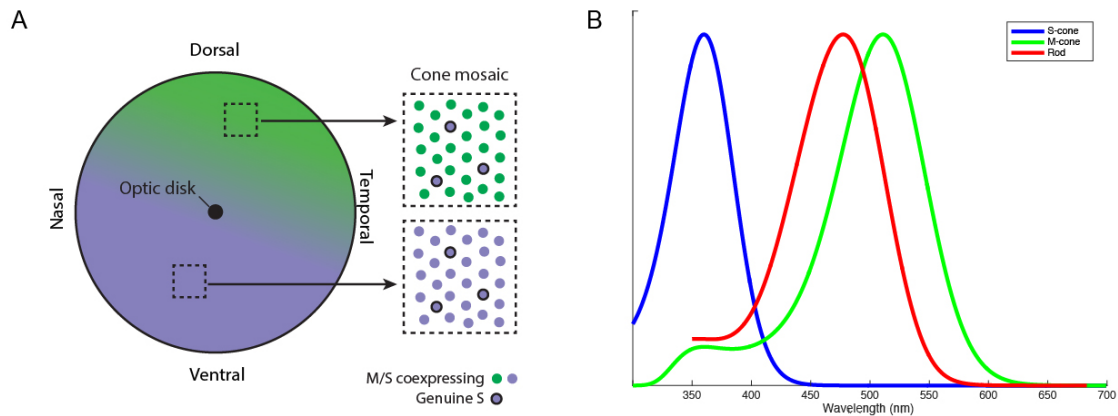 A
Dorsal
Nasal
Optic disk
Temporal
Ventral
Cone mosaic
M/S coexpressing
Genuine S
B
S-cone
M-cone
Rod
300 350 400 450 500 550 600 650 700
Wavelength (nm)